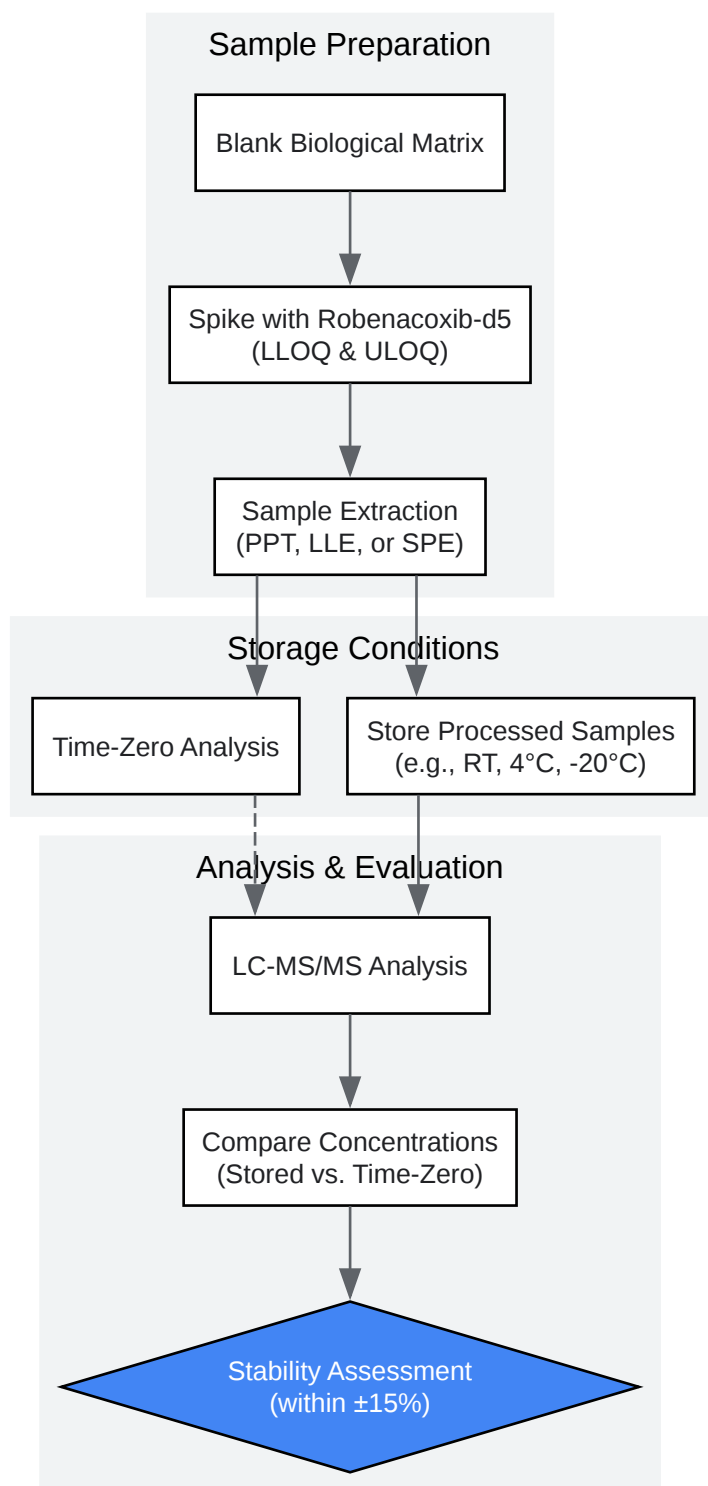 Sample Preparation
Blank Biological Matrix
Spike with Robenacoxib-d5
(LLOQ & ULOQ)
Sample Extraction
(PPT, LLE, or SPE)
Storage Conditions
Time-Zero Analysis
Store Processed Samples
(e.g., RT, 4°C, -20°C)
Analysis & Evaluation
LC-MS/MS Analysis
Compare Concentrations
(Stored vs. Time-Zero)
Stability Assessment
(within ±15%)